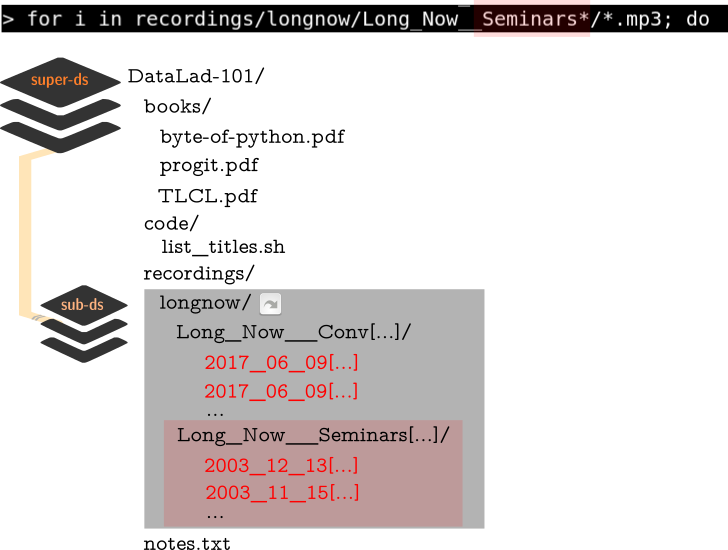 > for i in recordings/longnow/Long_Now__Seminars*/*.mp3; do
super-ds
DataLad-101/
books/
byte-of-python.pdf
progit.pdf
TLCL.pdf
code/
list_titles.sh
recordings/
sub-ds
longnow/
Long_Now__Conv[...]/
2017_06_09[...]
2017_06_09[...]
...
Long_Now__Seminars[...]/
2003_12_13[...]
2003_11_15[...]
...
notes.txt